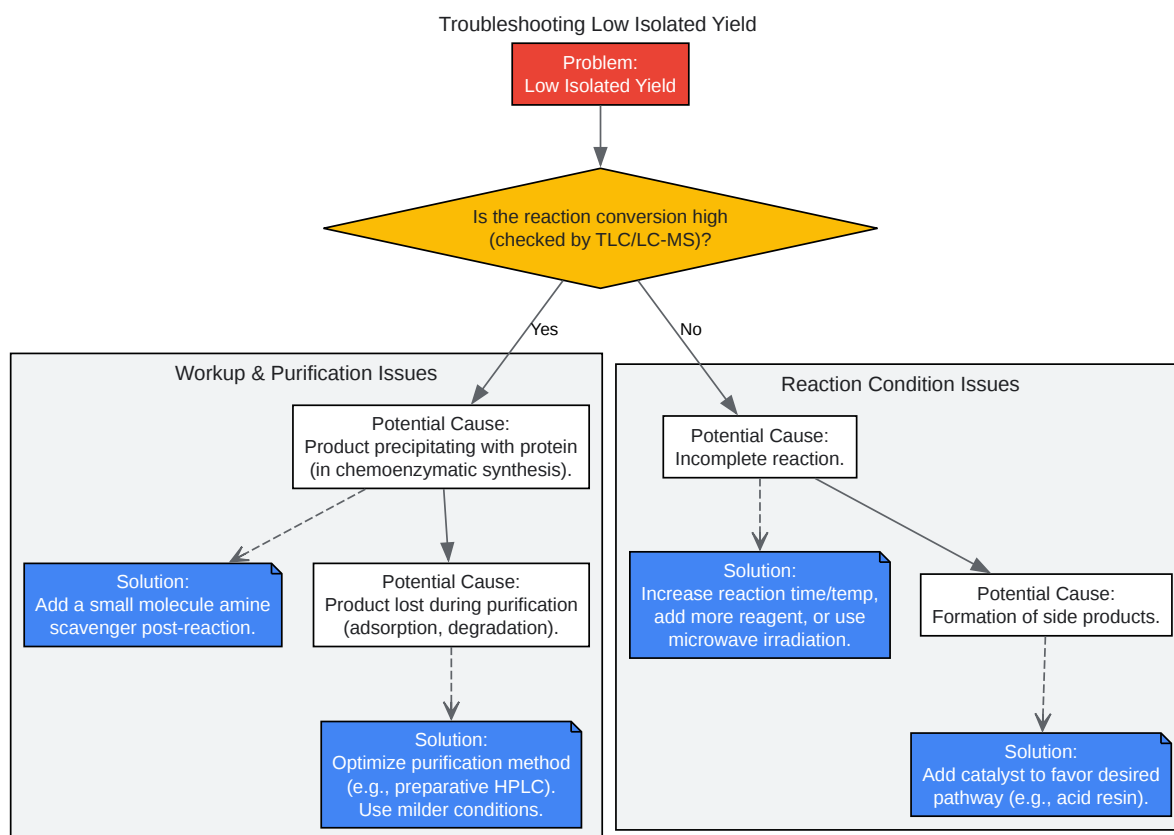 Troubleshooting Low Isolated Yield
Problem:
Low Isolated Yield
Is the reaction conversion high
(checked by TLC/LC-MS)?
Yes
No
Workup & Purification Issues
Potential Cause:
Product precipitating with protein
(in chemoenzymatic synthesis).
Solution:
Add a small molecule amine
scavenger post-reaction.
Potential Cause:
Product lost during purification
(adsorption, degradation).
Solution:
Optimize purification method
(e.g., preparative HPLC).
Use milder conditions.
Reaction Condition Issues
Potential Cause:
Incomplete reaction.
Solution:
Increase reaction time/temp,
add more reagent, or use
microwave irradiation.
Potential Cause:
Formation of side products.
Solution:
Add catalyst to favor desired
pathway (e.g., acid resin).